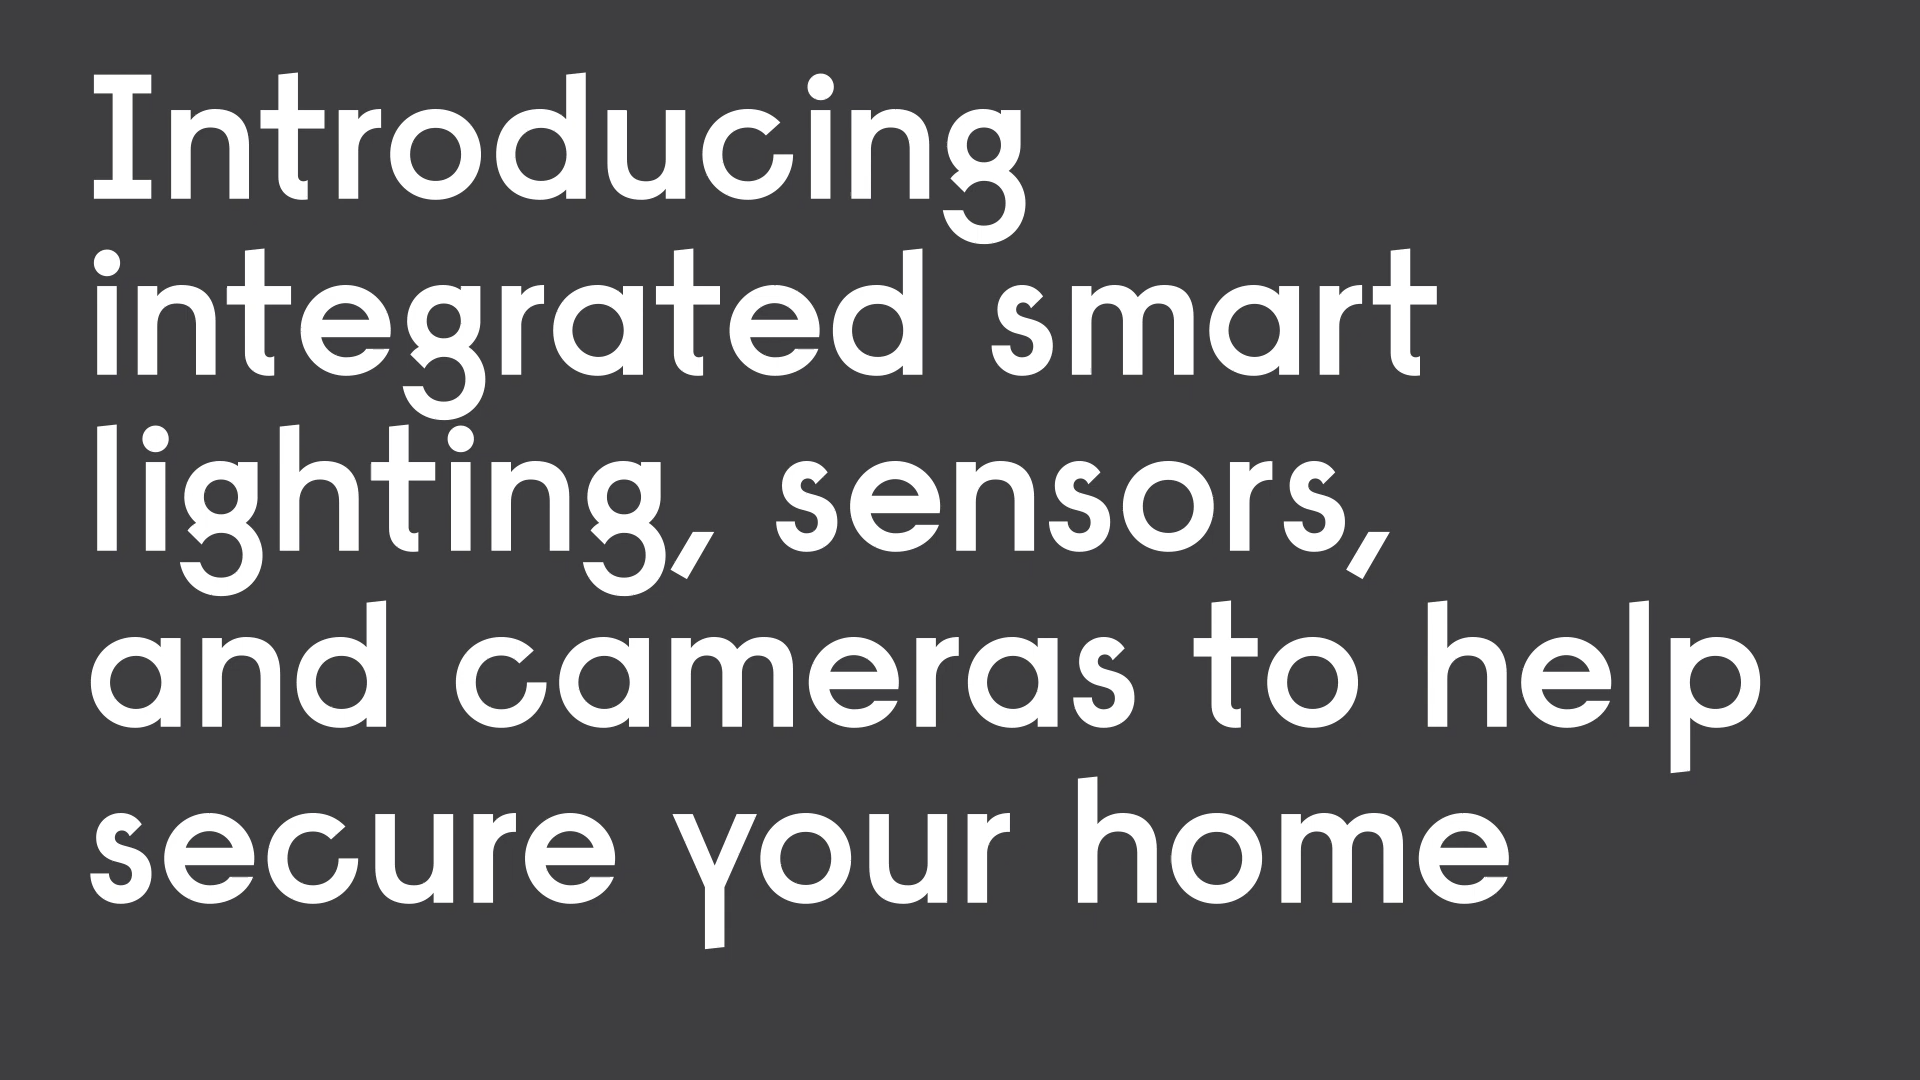 Introducing
integrated smart
lighting, sensors,
and cameras to help
secure your home